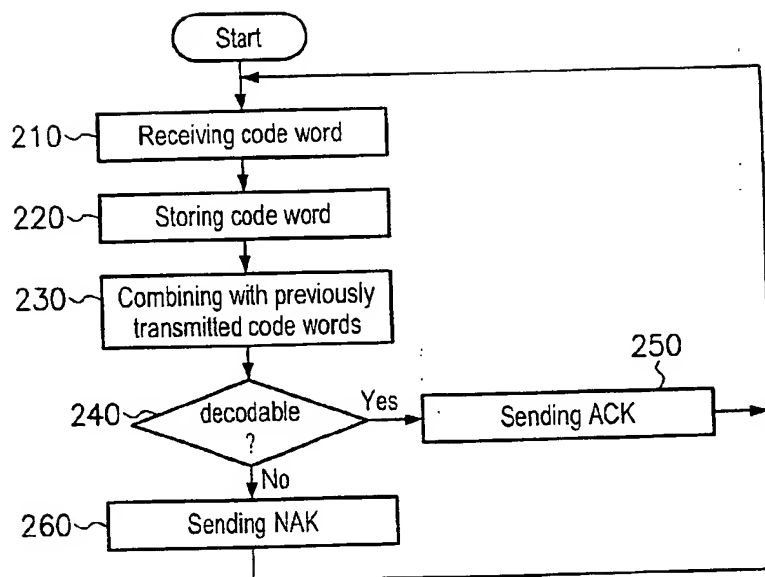 Start
210
Receiving code word
220
Storing code word
230
Combining with previously
transmitted code words
240
decodable
?
Yes
250
Sending ACK
No
260
Sending NAK